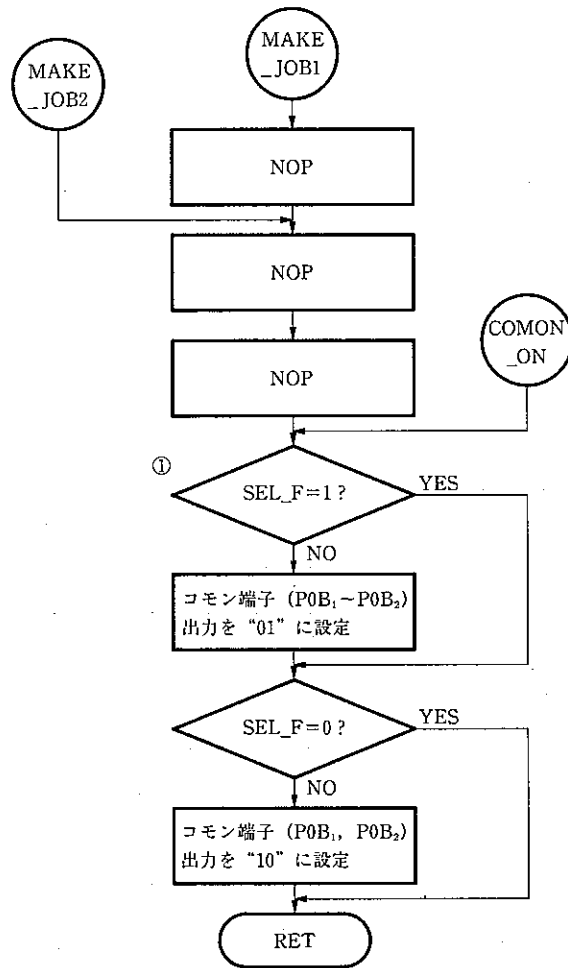 MAKE
_JOB1
MAKE
_JOB2
NOP
NOP
COMON
_ON
NOP
①
SEL_F=1?
YES
NO
コモン端子 (P0B₁~P0B₂)
出力を“01”に設定
SEL_F=0?
YES
NO
コモン端子 (P0B₁, P0B₂)
出力を“10”に設定
RET